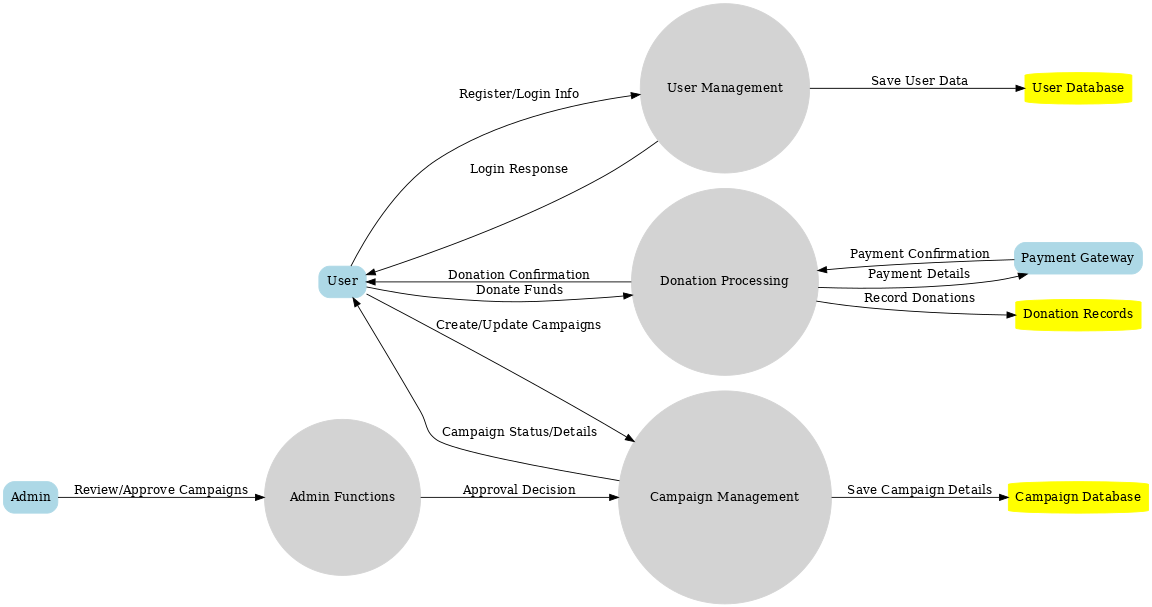 Register/Login Info
User Management
Save User Data
User Database
Login Response
User
Donation Confirmation
Donate Funds
Donation Processing
Payment Confirmation
Payment Details
Payment Gateway
Record Donations
Donation Records
Create/Update Campaigns
Campaign Status/Details
Admin
Review/Approve Campaigns
Admin Functions
Approval Decision
Campaign Management
Save Campaign Details
Campaign Database